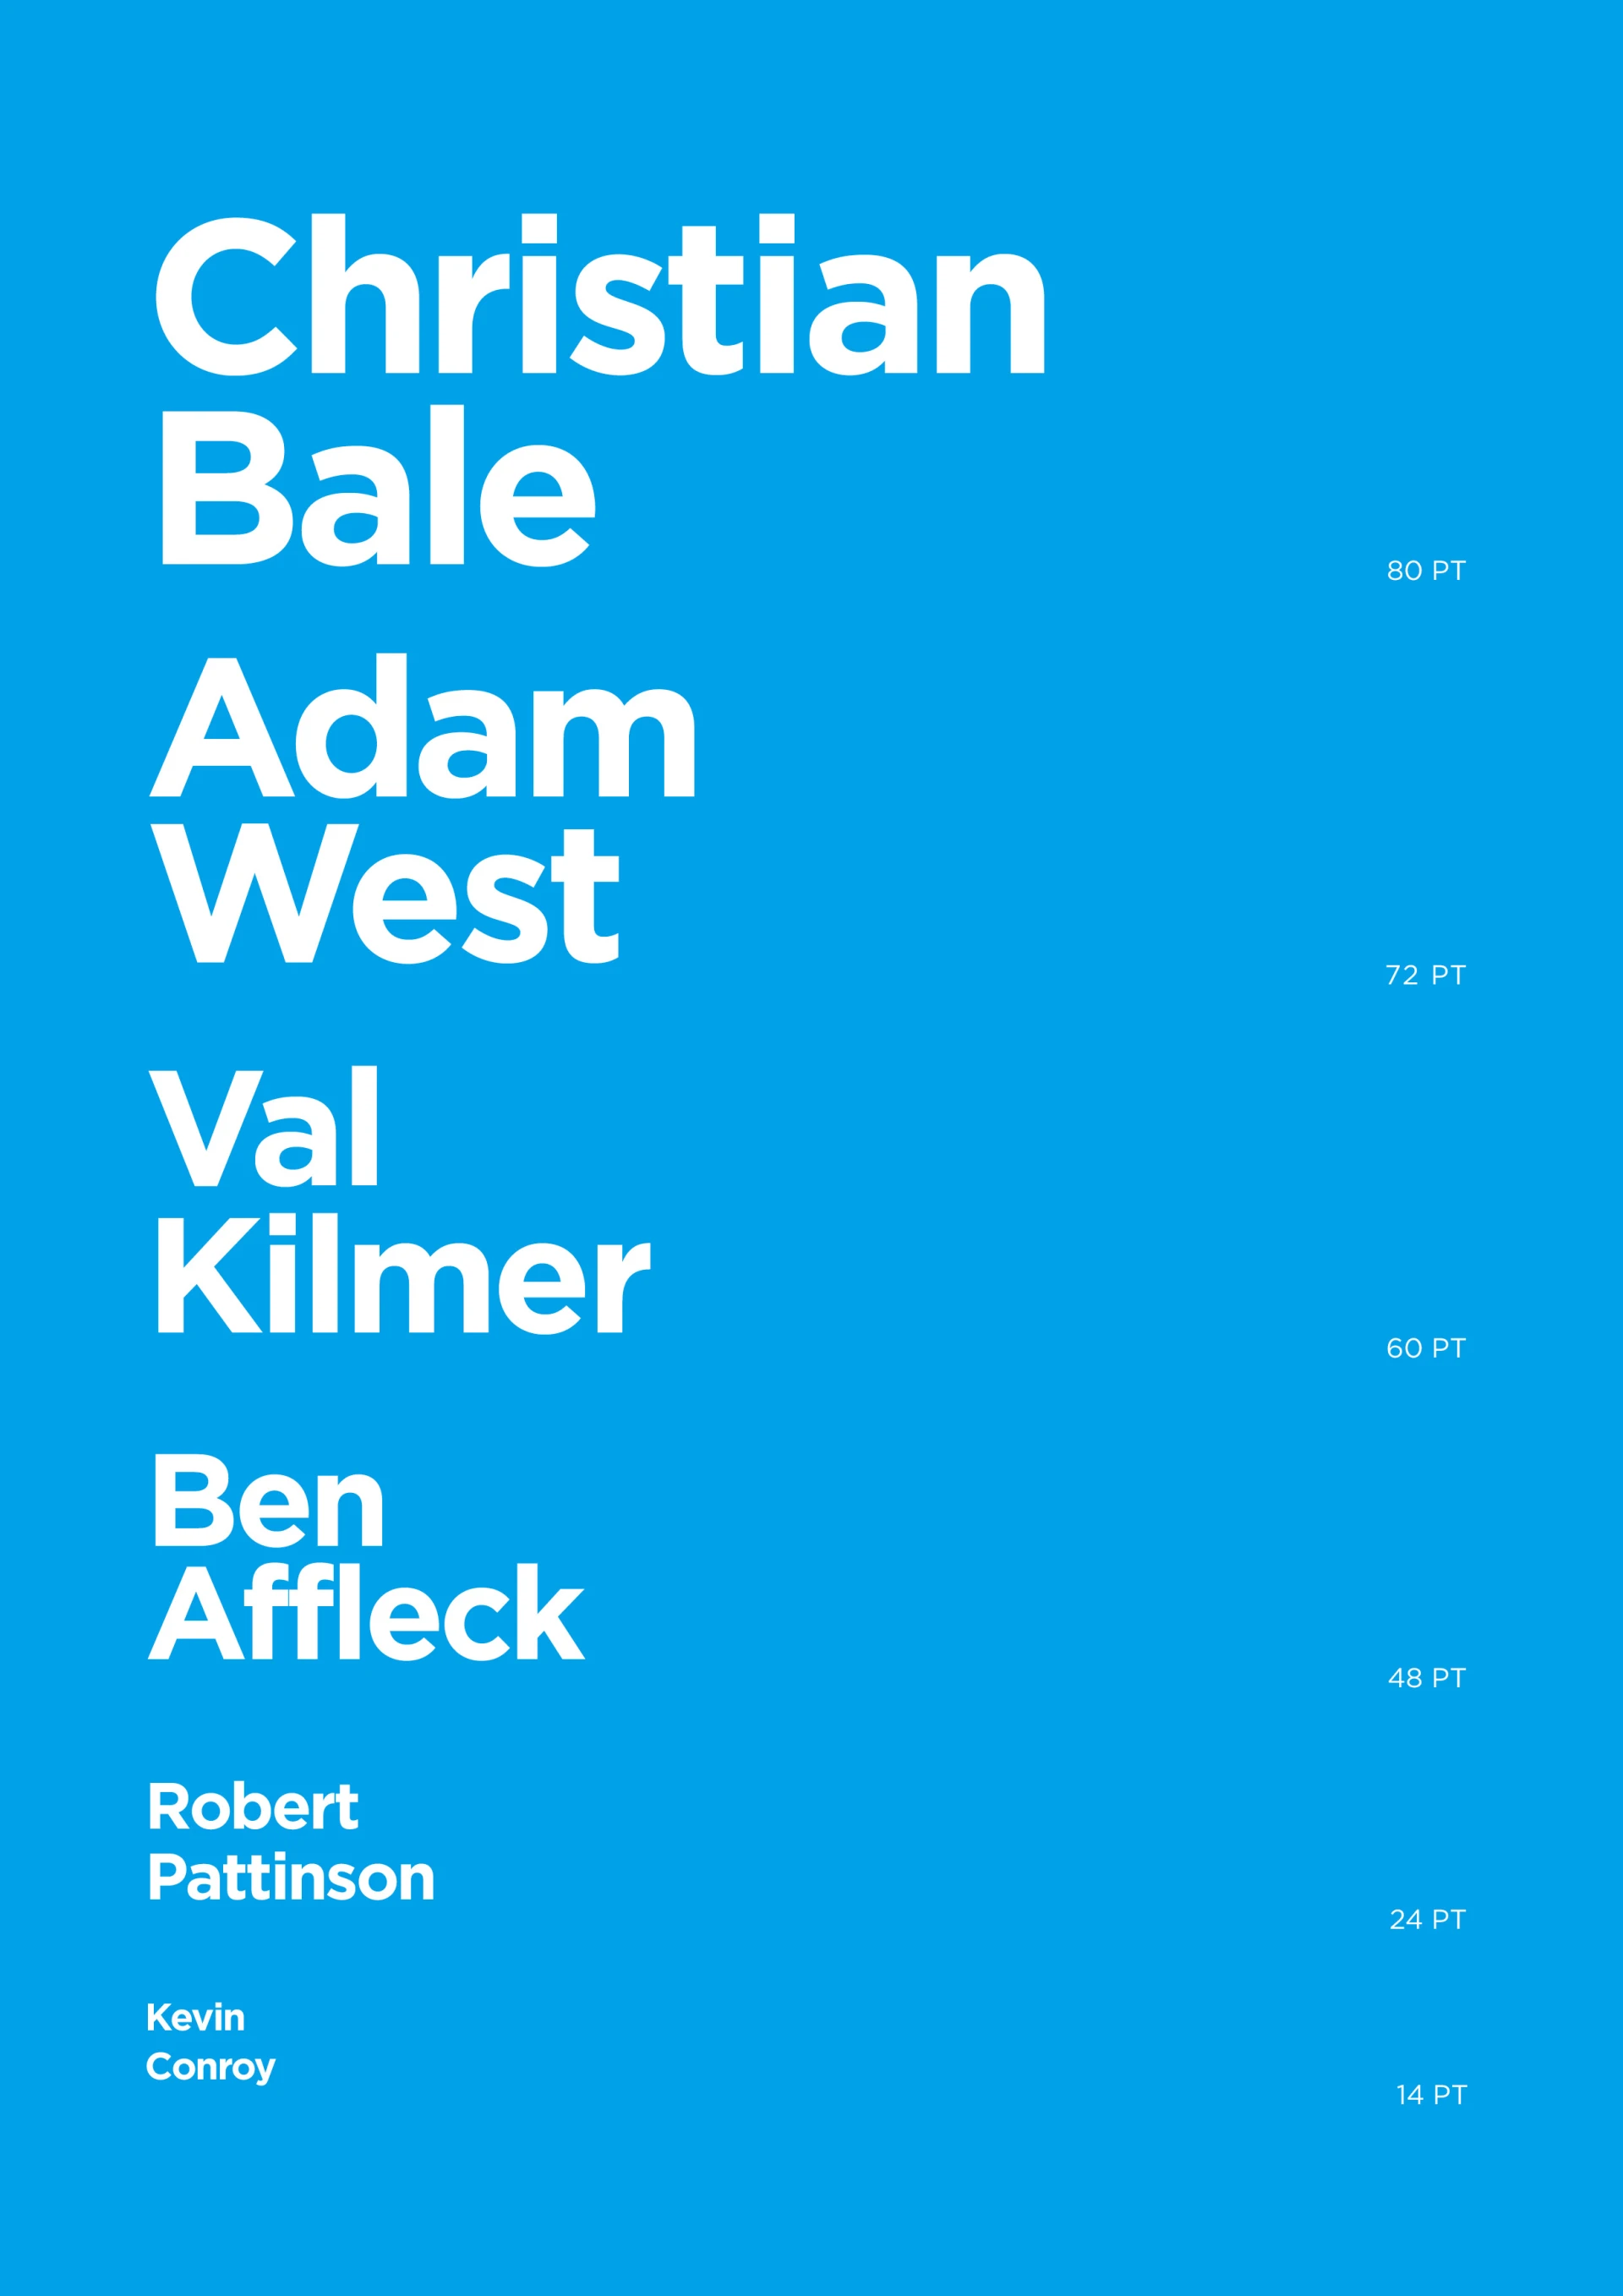 Christian
Bale
80 PT
Adam
West
72 PT
Val
Kilmer
60 PT
Ben
Affleck
48 PT
Robert
Pattinson
24 PT
Kevin
Conroy
14 PT